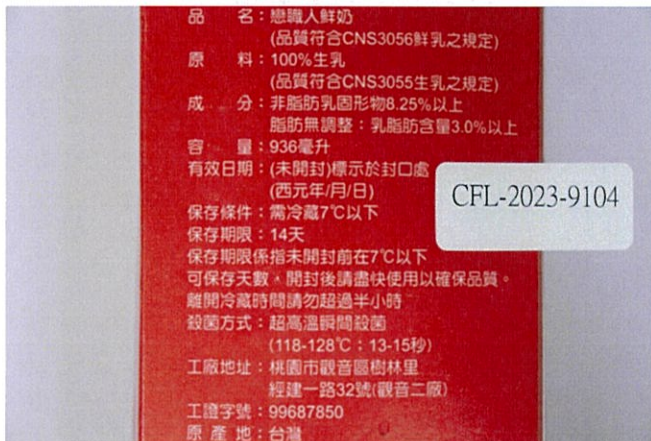 品名：戀職人鮮奶
(品質符合CNS3056鮮乳之規定)
原料：100%生乳
(品質符合CNS3055生乳之規定)
成分：非脂肪乳固形物8.25%以上
脂肪無調整：乳脂肪含量3.0%以上
容量：936毫升
有效日期：(未開封)標示於封口處
(西元年/月/日)
CFL-2023-9104
保存條件：需冷藏7℃以下
保存期限：14天
保存期限係指未開封前在7℃以下
可保存天數，開封後請盡快使用以確保品質。
離開冷藏時間請勿超過半小時
殺菌方式：超高溫瞬間殺菌
(118-128℃：13-15秒)
工廠地址：桃園市觀音區樹林里
經建一路32號(觀音二廠)
工證字號：99687850
原產地：台灣